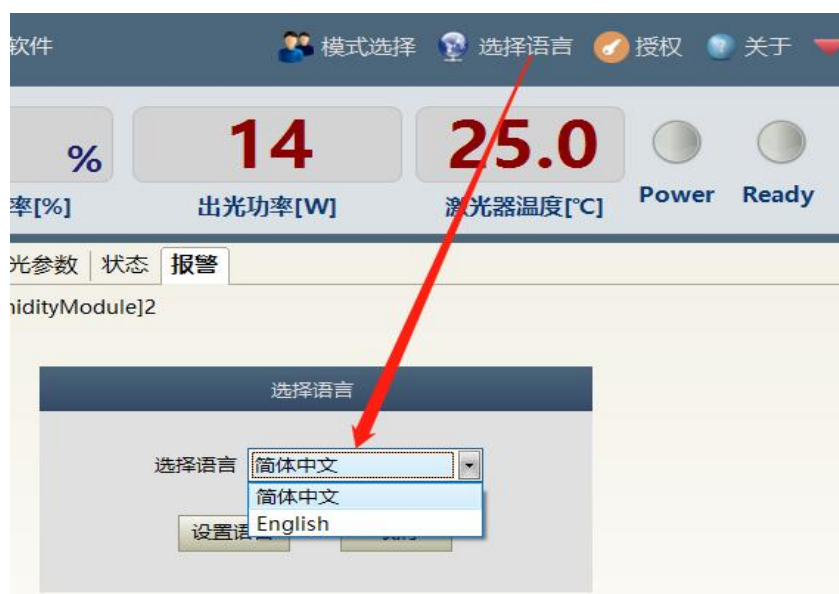 软件 模式选择 选择语言 授权 关于
% 14 25.0
率[%] 出光功率[W] 激光器温度[℃] Power Ready
光参数 状态 报警
idityModule]2
选择语言
选择语言 简体中文
简体中文
English
设置语